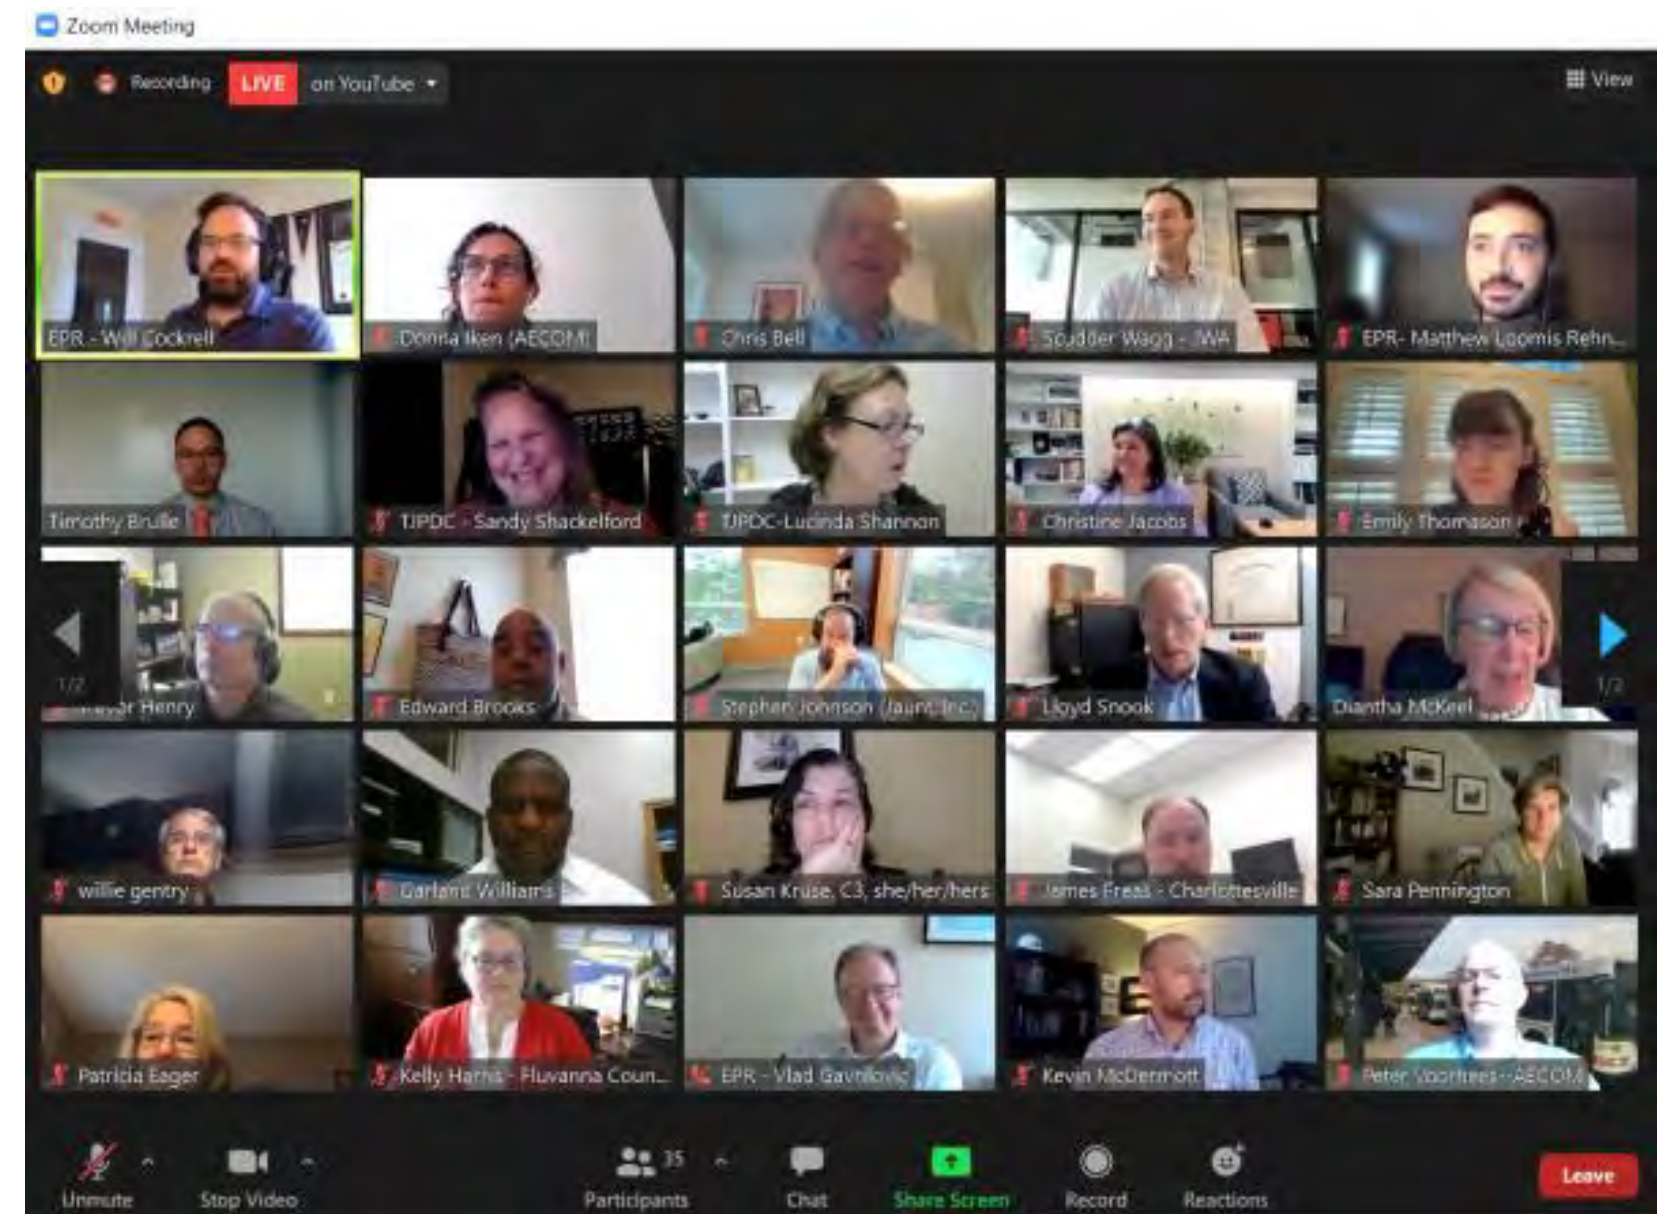 Zoom Meeting
Recording LIVE on YouTube View
EPR - Will Cockrell
Donna Iken (AECOM)
Chris Bell
Scudder Wagg - JWA
EPR- Matthew Loomis Rehn...
Timothy Brulle
TJPDC - Sandy Shackelford
TJPDC-Lucinda Shannon
Christine Jacobs
Emily Thomason
1/2
Henry
Edward Brooks
Stephen Johnson (Jaunt, Inc.)
Lloyd Snook
Diantha McKeel
1/2
willie gentry
Garland Williams
Susan Kruse, C3, she/her/hers
James Freas - Charlottesville
Sara Pennington
Patricia Eager
Kelly Harris - Fluvanna Coun...
EPR - Vlad Gavrilovic
Kevin McDermott
Peter Voorhees - AECOM
35
Unmute Stop Video Participants Chat Share Screen Record Reactions Leave